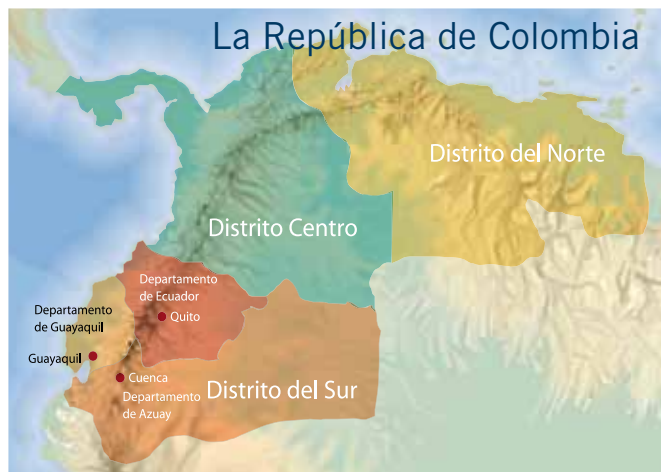 La República de Colombia
Distrito del Norte
Distrito Centro
Departamento
de Ecuador
Quito
Departamento
de Guayaquil
Guayaquil
Cuenca
Departamento
de Azuay
Distrito del Sur